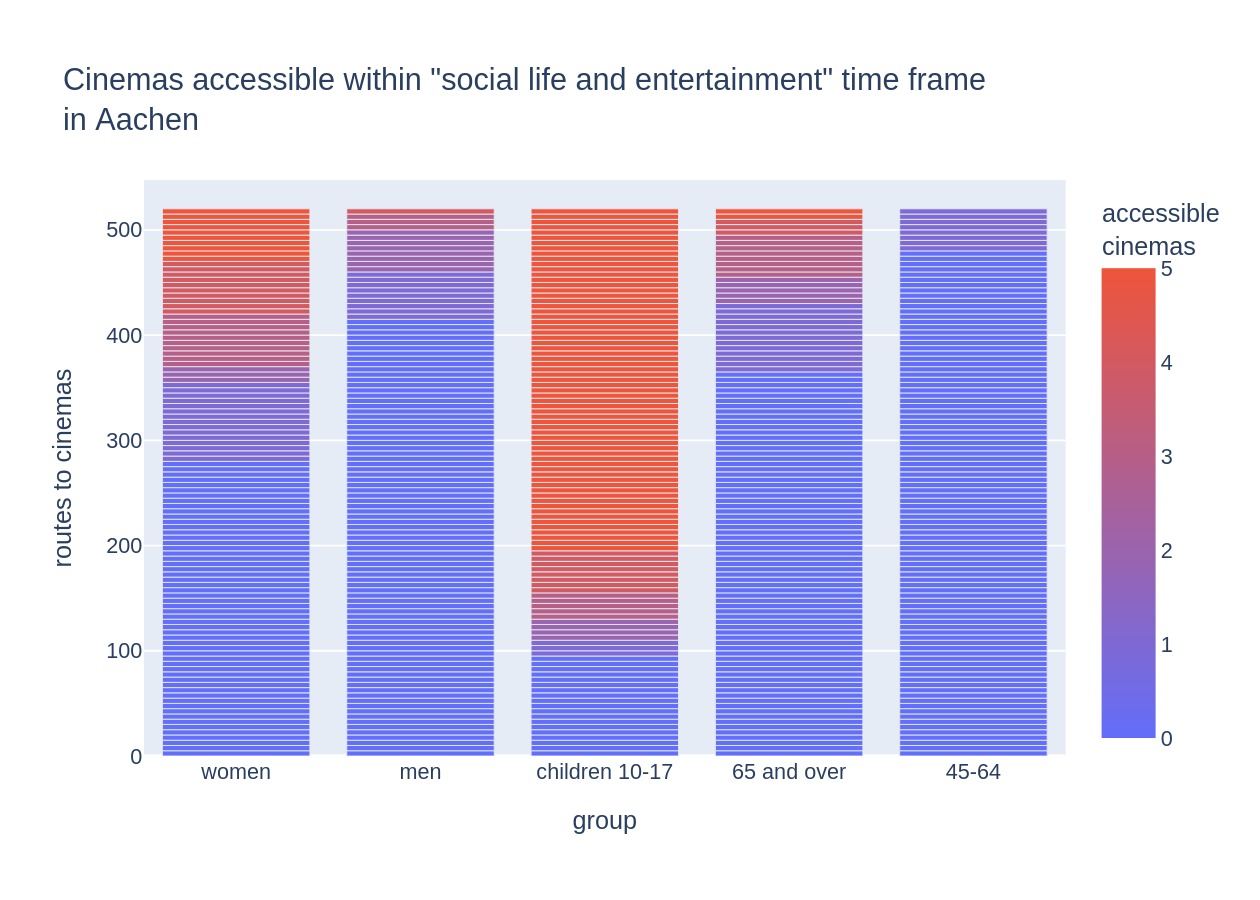 Cinemas accessible within "social life and entertainment" time frame
in Aachen
accessible
cinemas
5
4
3
2
1
0
routes to cinemas
500
400
300
200
100
0
women
men
children 10-17
65 and over
45-64
group